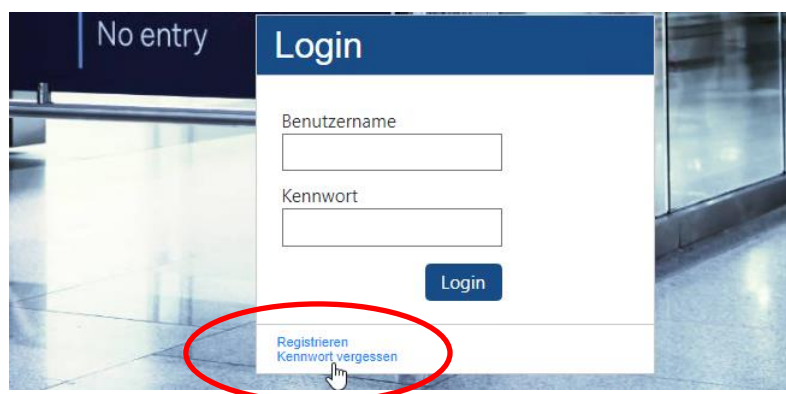 No entry
Login
Benutzername
Kennwort
Login
Registrieren
Kennwort vergessen